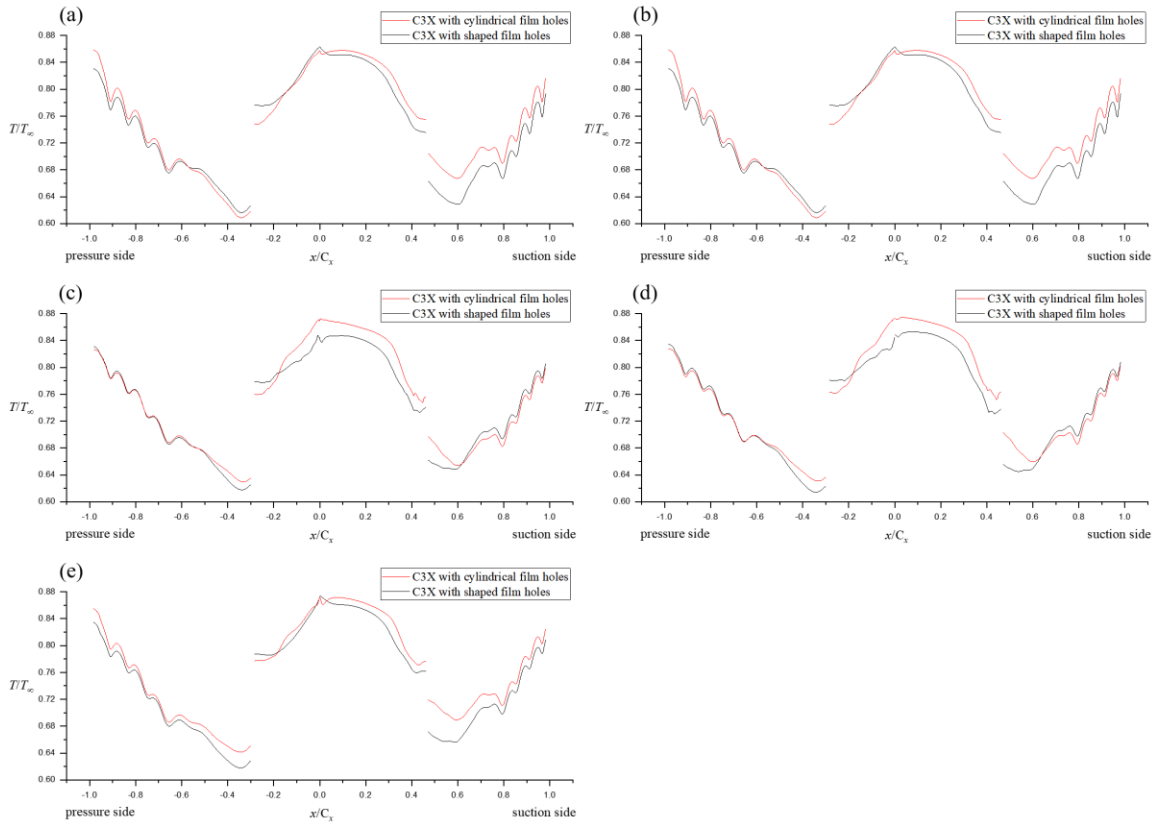 (a)
C3X with cylindrical film holes
C3X with shaped film holes
0.88
0.84
0.80
0.76
T/T∞
0.72
0.68
0.64
0.60
-1.0 -0.8 -0.6 -0.4 -0.2 0.0 0.2 0.4 0.6 0.8 1.0
pressure side x/Cx suction side
(b)
C3X with cylindrical film holes
C3X with shaped film holes
0.88
0.84
0.80
0.76
T/T∞
0.72
0.68
0.64
0.60
-1.0 -0.8 -0.6 -0.4 -0.2 0.0 0.2 0.4 0.6 0.8 1.0
pressure side x/Cx suction side
(c)
C3X with cylindrical film holes
C3X with shaped film holes
0.88
0.84
0.80
0.76
T/T∞
0.72
0.68
0.64
0.60
-1.0 -0.8 -0.6 -0.4 -0.2 0.0 0.2 0.4 0.6 0.8 1.0
pressure side x/Cx suction side
(d)
C3X with cylindrical film holes
C3X with shaped film holes
0.88
0.84
0.80
0.76
T/T∞
0.72
0.68
0.64
0.60
-1.0 -0.8 -0.6 -0.4 -0.2 0.0 0.2 0.4 0.6 0.8 1.0
pressure side x/Cx suction side
(e)
C3X with cylindrical film holes
C3X with shaped film holes
0.88
0.84
0.80
0.76
T/T∞
0.72
0.68
0.64
0.60
-1.0 -0.8 -0.6 -0.4 -0.2 0.0 0.2 0.4 0.6 0.8 1.0
pressure side x/Cx suction side